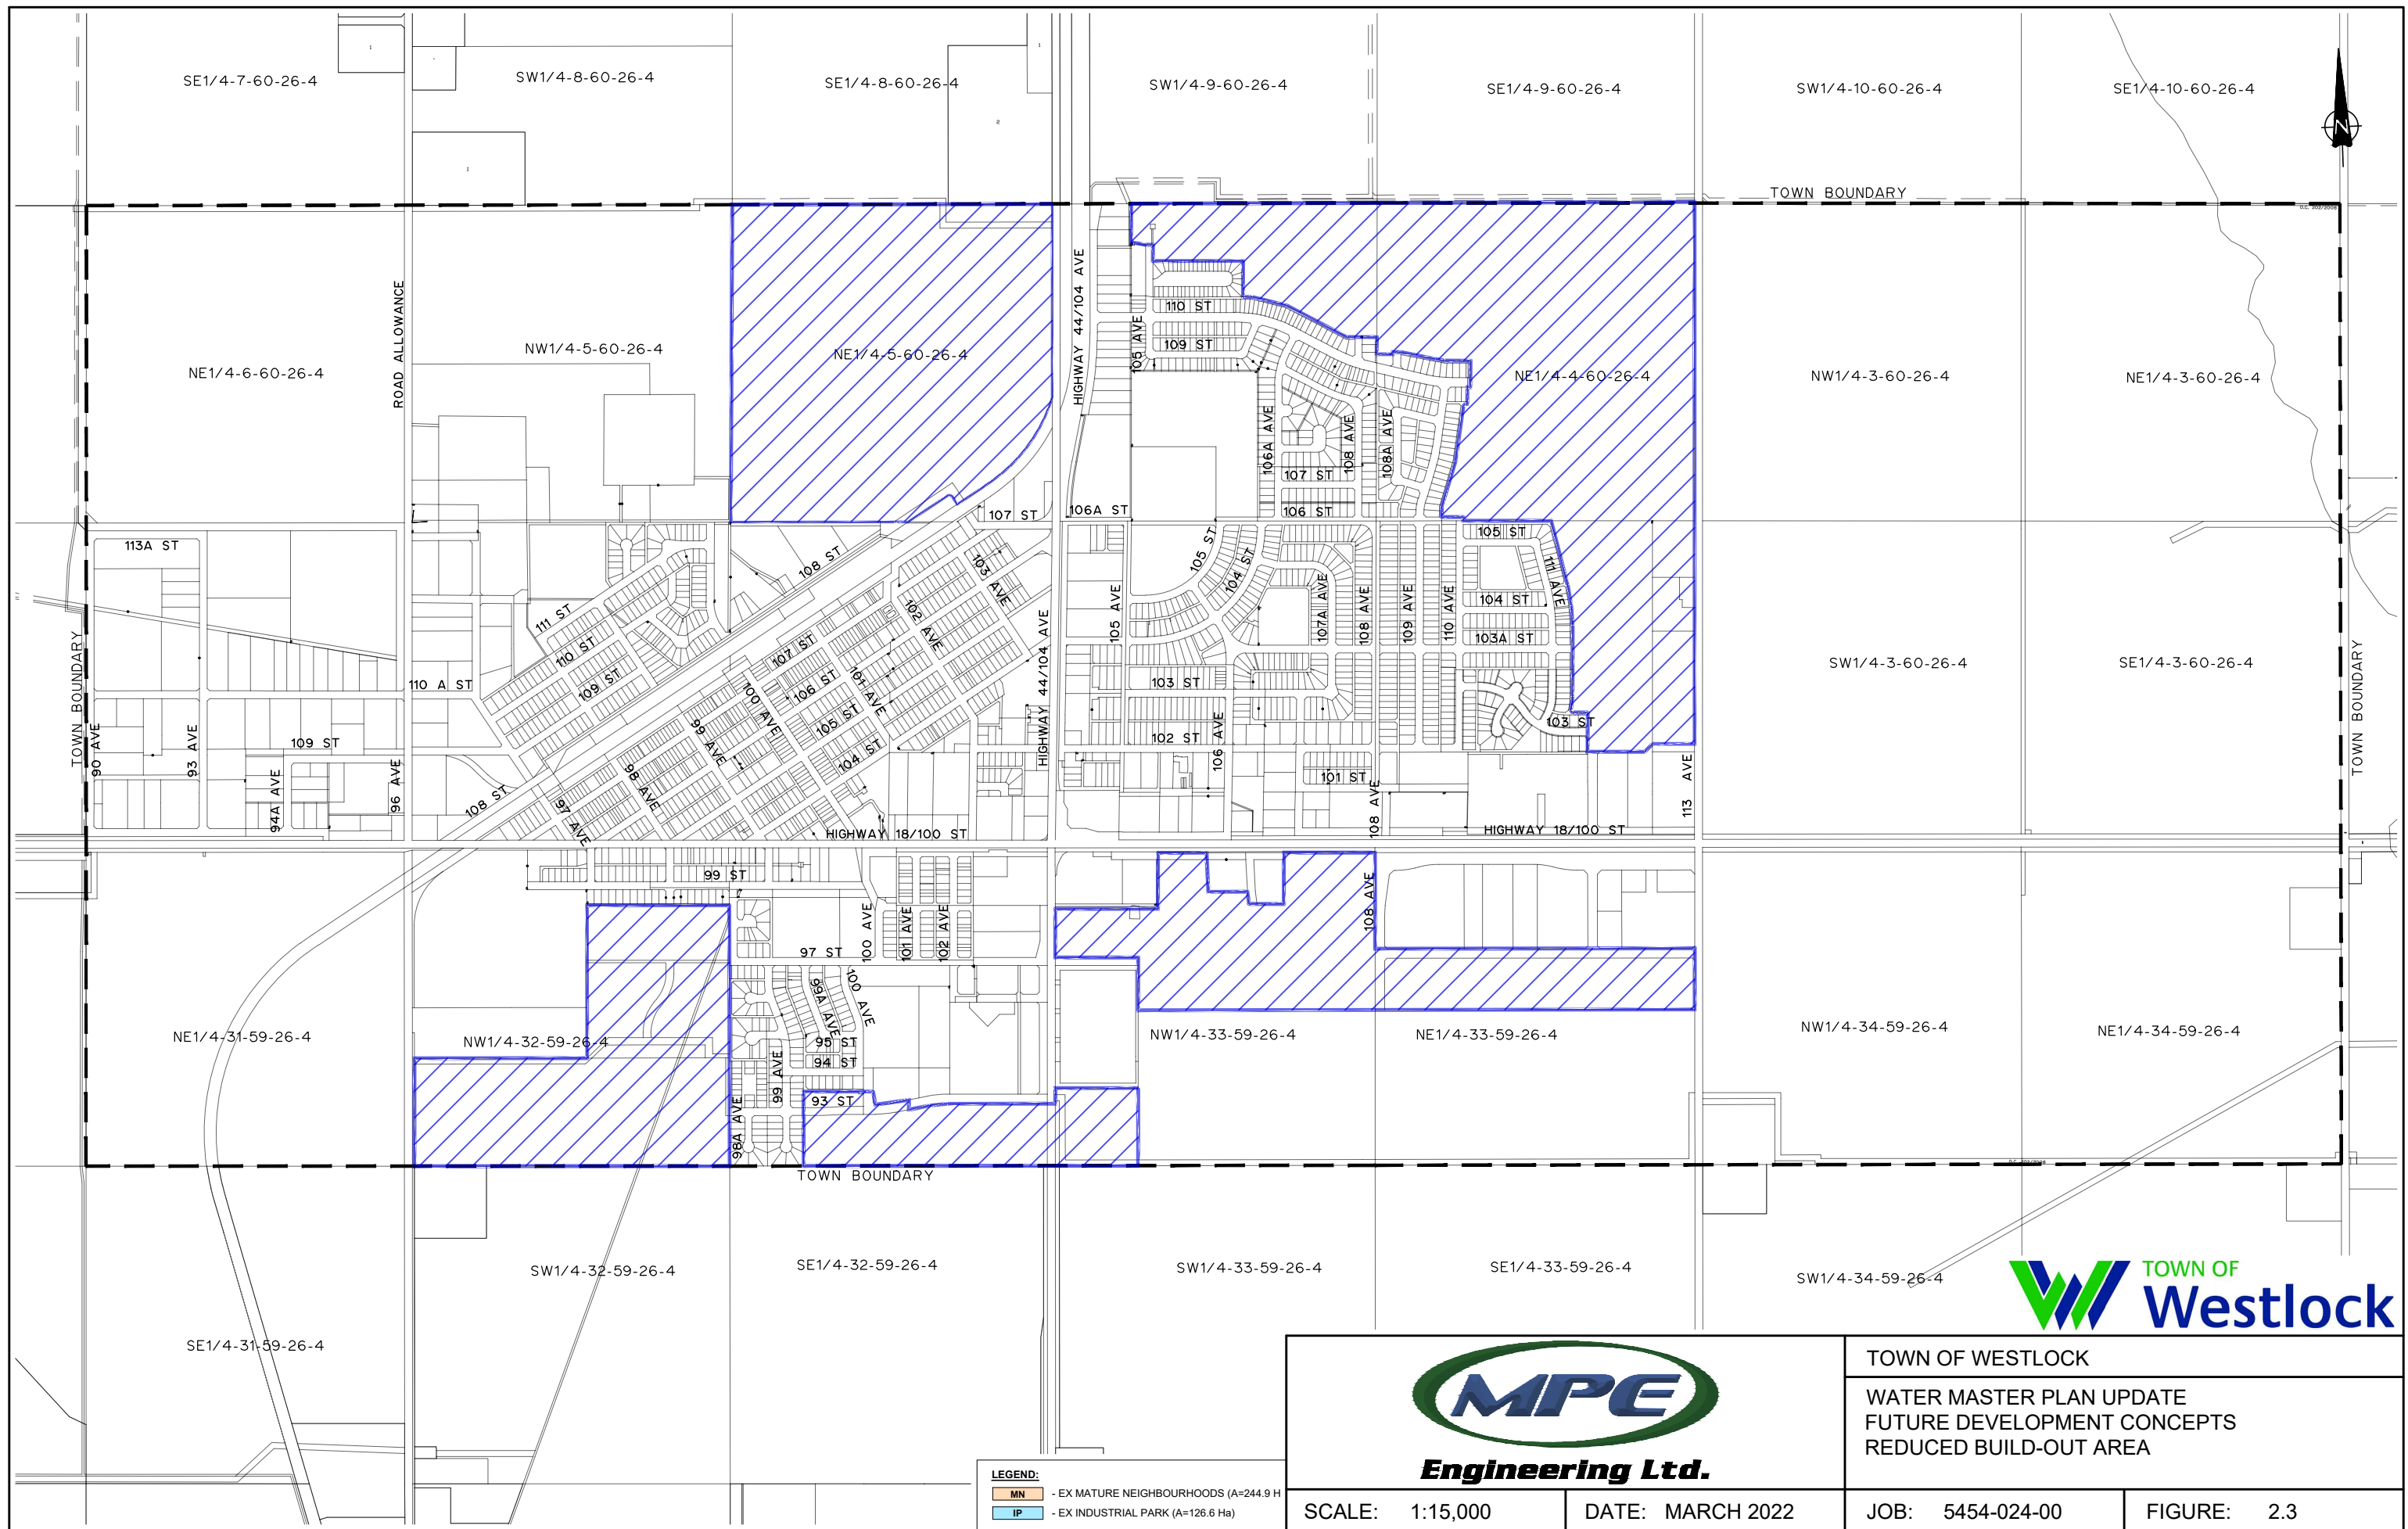 SE1/4-7-60-26-4
SW1/4-8-60-26-4
SE1/4-8-60-26-4
SW1/4-9-60-26-4
SE1/4-9-60-26-4
SW1/4-10-60-26-4
SE1/4-10-60-26-4
N
TOWN BOUNDARY
O.C. 202/2008
NE1/4-6-60-26-4
ROAD ALLOWANCE
NW1/4-5-60-26-4
NE1/4-5-60-26-4
HIGHWAY 44/104 AVE
105 AVE
110 ST
109 ST
106A AVE
108 AVE
108A AVE
107 ST
106 ST
NE1/4-4-60-26-4
NW1/4-3-60-26-4
NE1/4-3-60-26-4
107 ST
106A ST
113A ST
108 ST
103 AVE
102 AVE
105 ST
104 ST
105 ST
111 AVE
104 ST
103A ST
111 ST
110 ST
109 ST
107 ST
106 ST
101 AVE
105 ST
104 ST
100 AVE
99 AVE
98 AVE
97 AVE
105 AVE
107A AVE
108 AVE
109 AVE
110 AVE
HIGHWAY 44/104 AVE
SW1/4-3-60-26-4
SE1/4-3-60-26-4
TOWN BOUNDARY
TOWN BOUNDARY
110 A ST
103 ST
103 ST
102 ST
106 AVE
101 ST
108 AVE
113 AVE
90 AVE
93 AVE
109 ST
94A AVE
96 AVE
108 ST
HIGHWAY 18/100 ST
HIGHWAY 18/100 ST
99 ST
108 AVE
100 AVE
101 AVE
102 AVE
97 ST
99A AVE
100 AVE
NE1/4-31-59-26-4
NW1/4-32-59-26-4
95 ST
94 ST
99 AVE
93 ST
98A AVE
NW1/4-33-59-26-4
NE1/4-33-59-26-4
NW1/4-34-59-26-4
NE1/4-34-59-26-4
O.C. 202/2008
TOWN BOUNDARY
SW1/4-32-59-26-4
SE1/4-32-59-26-4
SW1/4-33-59-26-4
SE1/4-33-59-26-4
SW1/4-34-59-26-4
SE1/4-31-59-26-4
TOWN OF
Westlock
MPE
Engineering Ltd.
TOWN OF WESTLOCK
WATER MASTER PLAN UPDATE
FUTURE DEVELOPMENT CONCEPTS
REDUCED BUILD-OUT AREA
LEGEND:
MN - EX MATURE NEIGHBOURHOODS (A=244.9 H
IP - EX INDUSTRIAL PARK (A=126.6 Ha)
SCALE: 1:15,000
DATE: MARCH 2022
JOB: 5454-024-00
FIGURE: 2.3